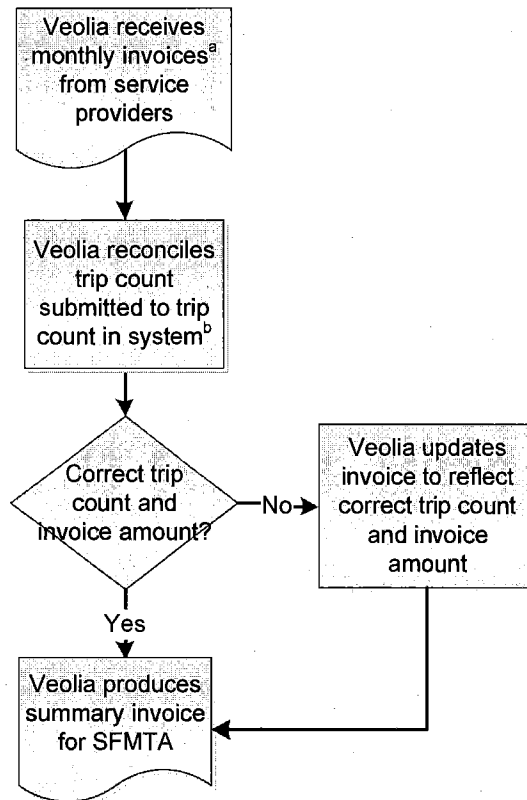 Veolia receives
monthly invoicesᵃ
from service
providers
Veolia reconciles
trip count
submitted to trip
count in systemᵇ
Correct trip
count and
invoice amount?
No
Veolia updates
invoice to reflect
correct trip count
and invoice
amount
Yes
Veolia produces
summary invoice
for SFMTA